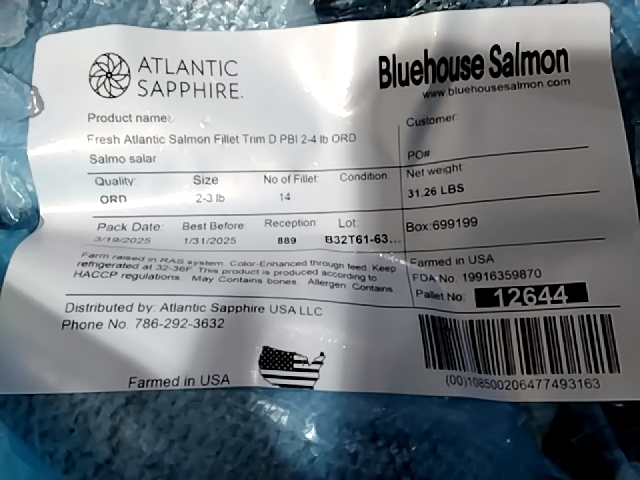 ATLANTIC
SAPPHIRE.
Bluehouse Salmon
www.bluehousesalmon.com
Product name:
Fresh Atlantic Salmon Fillet Trim D PBI 2-4 lb ORD
Salmo salar
Customer
PO#
Quality: Size No of Fillet: Condition:
ORD 2-3 lb 14
Net weight
31.26 LBS
Pack Date: Best Before Reception: Lot:
3/19/2025 1/31/2025 889 B32T61-63...
Box:699199
Farm raised in RAS system. Color-Enhanced through feed. Keep
refrigerated at 32-36F. This product is produced according to
HACCP regulations May Contains bones. Allergen: Contains
Farmed in USA
FDA No. 19916359870
Pallet No: 12644
Distributed by: Atlantic Sapphire USA LLC
Phone No. 786-292-3632
Farmed in USA
(00)108500206477493163